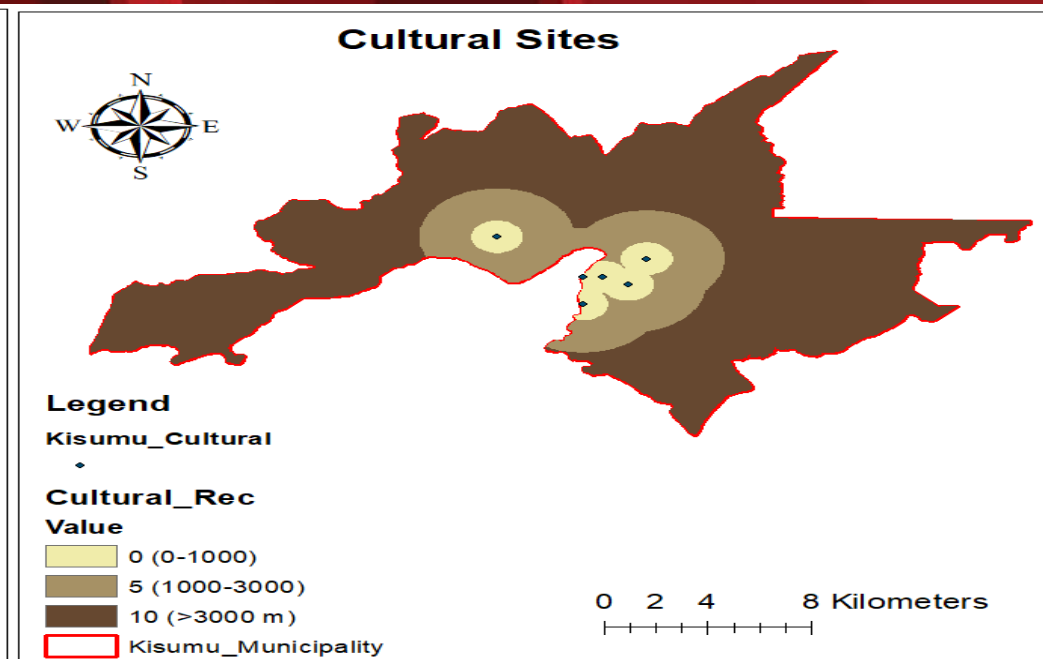 Cultural Sites
N
W E
S
Legend
Kisumu_Cultural
Cultural_Rec
Value
0 (0-1000)
5 (1000-3000)
10 (>3000 m)
Kisumu_Municipality
0 2 4 8 Kilometers